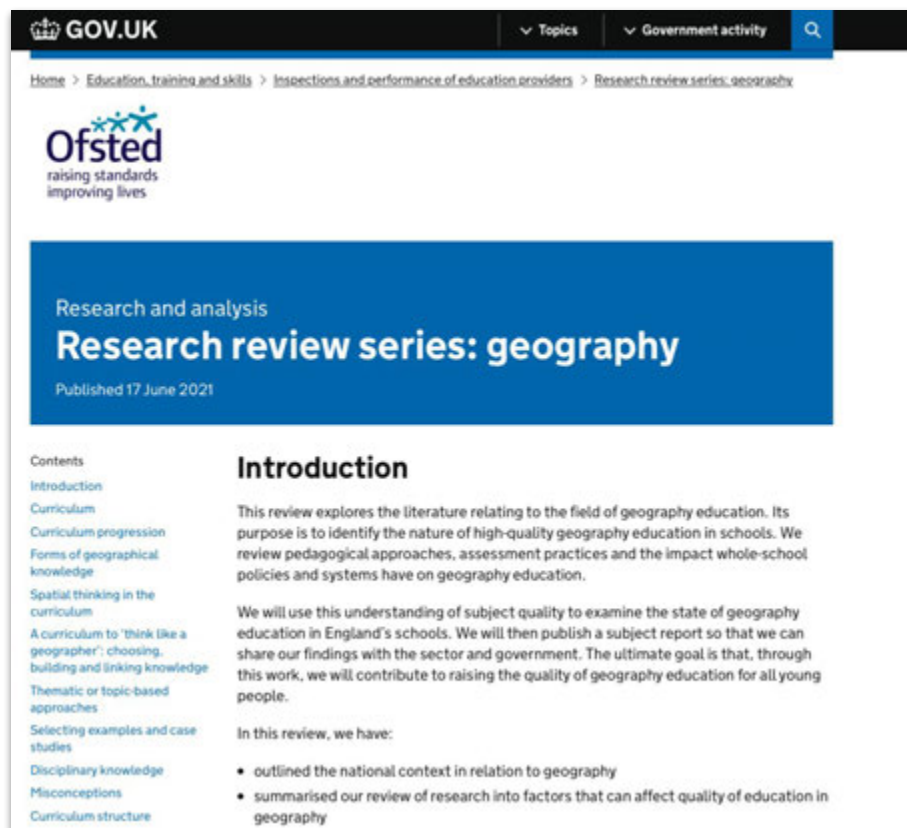 GOV.UK
Topics
Government activity
Home > Education, training and skills > Inspections and performance of education providers > Research review series: geography
Ofsted
raising standards
improving lives
Research and analysis
Research review series: geography
Published 17 June 2021
Contents
Introduction
Curriculum
Curriculum progression
Forms of geographical
knowledge
Spatial thinking in the
curriculum
A curriculum to 'think like a
geographer': choosing,
building and linking knowledge
Thematic or topic-based
approaches
Selecting examples and case
studies
Disciplinary knowledge
Misconceptions
Curriculum structure
Introduction
This review explores the literature relating to the field of geography education. Its
purpose is to identify the nature of high-quality geography education in schools. We
review pedagogical approaches, assessment practices and the impact whole-school
policies and systems have on geography education.
We will use this understanding of subject quality to examine the state of geography
education in England's schools. We will then publish a subject report so that we can
share our findings with the sector and government. The ultimate goal is that, through
this work, we will contribute to raising the quality of geography education for all young
people.
In this review, we have:
• outlined the national context in relation to geography
• summarised our review of research into factors that can affect quality of education in
geography